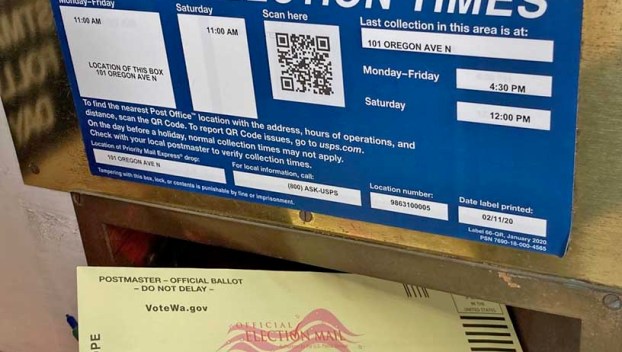 COLLECTION TIMES
Monday–Friday
11:00 AM
LOCATION OF THIS BOX
101 OREGON AVE N
Saturday
11:00 AM
Scan here
Last collection in this area is at:
101 OREGON AVE N
Monday–Friday
4:30 PM
Saturday
12:00 PM
To find the nearest Post Office™ location with the address, hours of operations, and
distance, scan the QR Code. To report QR Code issues, go to usps.com.
On the day before a holiday, normal collection times may not apply.
Check with your local postmaster to verify collection times.
Location of Priority Mail Express® drop:
101 OREGON AVE N
For local information, call:
(800) ASK-USPS
Location number:
9863100005
Date label printed:
02/11/20
Tampering with this box, lock, or contents is punishable by fine or imprisonment.
Label 55-GR, January 2020
PSN 7690-16-000-4565
POSTMASTER – OFFICIAL BALLOT
– DO NOT DELAY –
VoteWa.gov
OFFICIAL
ELECTION MAIL